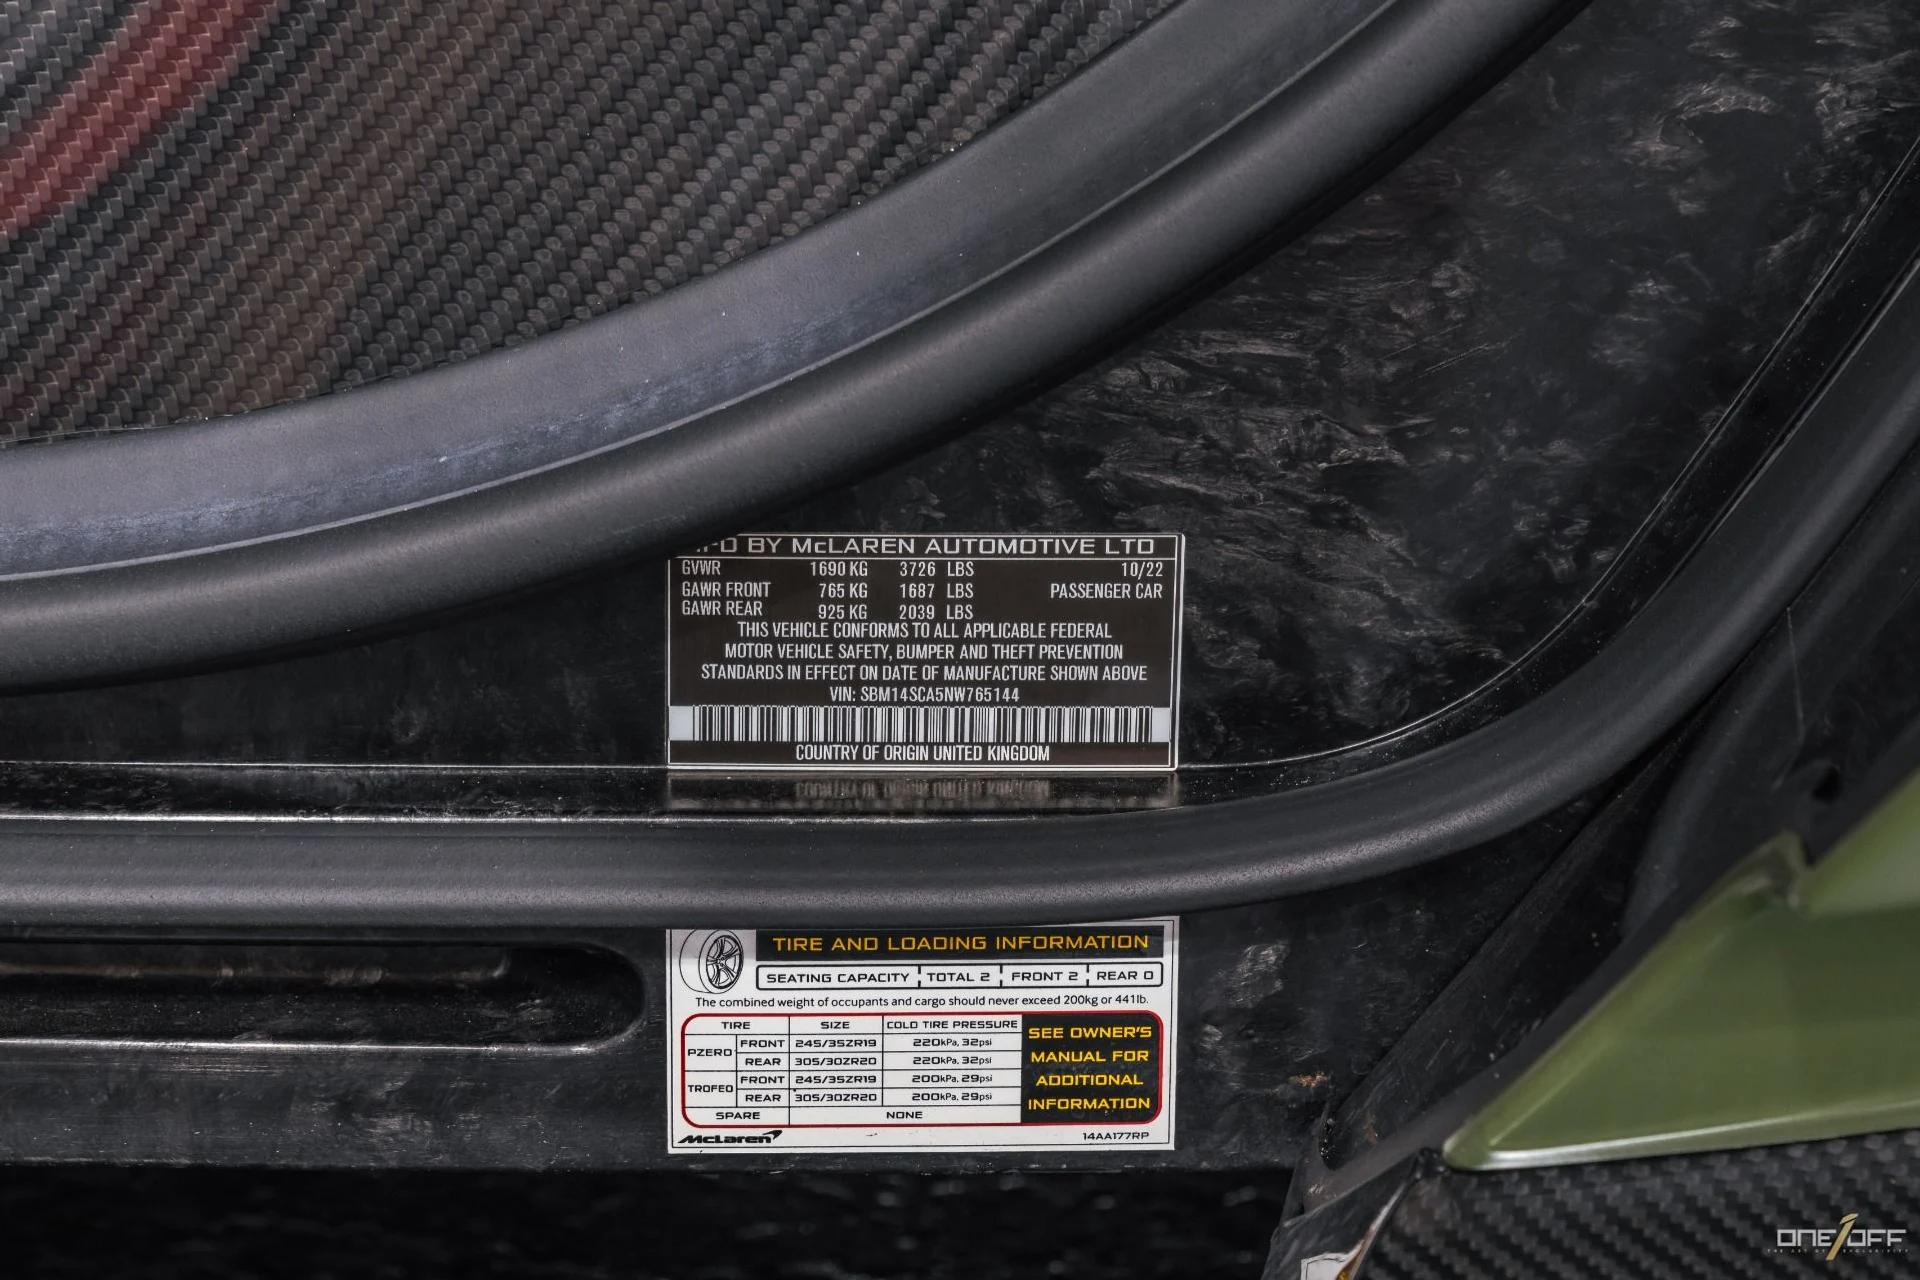 MFD BY McLAREN AUTOMOTIVE LTD
GVWR 1690 KG 3726 LBS 10/22
GAWR FRONT 765 KG 1687 LBS PASSENGER CAR
GAWR REAR 925 KG 2039 LBS
THIS VEHICLE CONFORMS TO ALL APPLICABLE FEDERAL
MOTOR VEHICLE SAFETY, BUMPER AND THEFT PREVENTION
STANDARDS IN EFFECT ON DATE OF MANUFACTURE SHOWN ABOVE
VIN: SBM14SCA5NW765144
COUNTRY OF ORIGIN UNITED KINGDOM
TIRE AND LOADING INFORMATION
SEATING CAPACITY TOTAL 2 FRONT 2 REAR 0
The combined weight of occupants and cargo should never exceed 200kg or 441lb.
TIRE SIZE COLD TIRE PRESSURE
PZERO FRONT 245/35ZR19 220kPa, 32psi
REAR 305/30ZR20 220kPa, 32psi
TROFEO FRONT 245/35ZR19 200kPa, 29psi
REAR 305/30ZR20 200kPa, 29psi
SPARE NONE
SEE OWNER'S
MANUAL FOR
ADDITIONAL
INFORMATION
McLaren 14AA177RP
ONE1OFF
THE ART OF EXCLUSIVITY